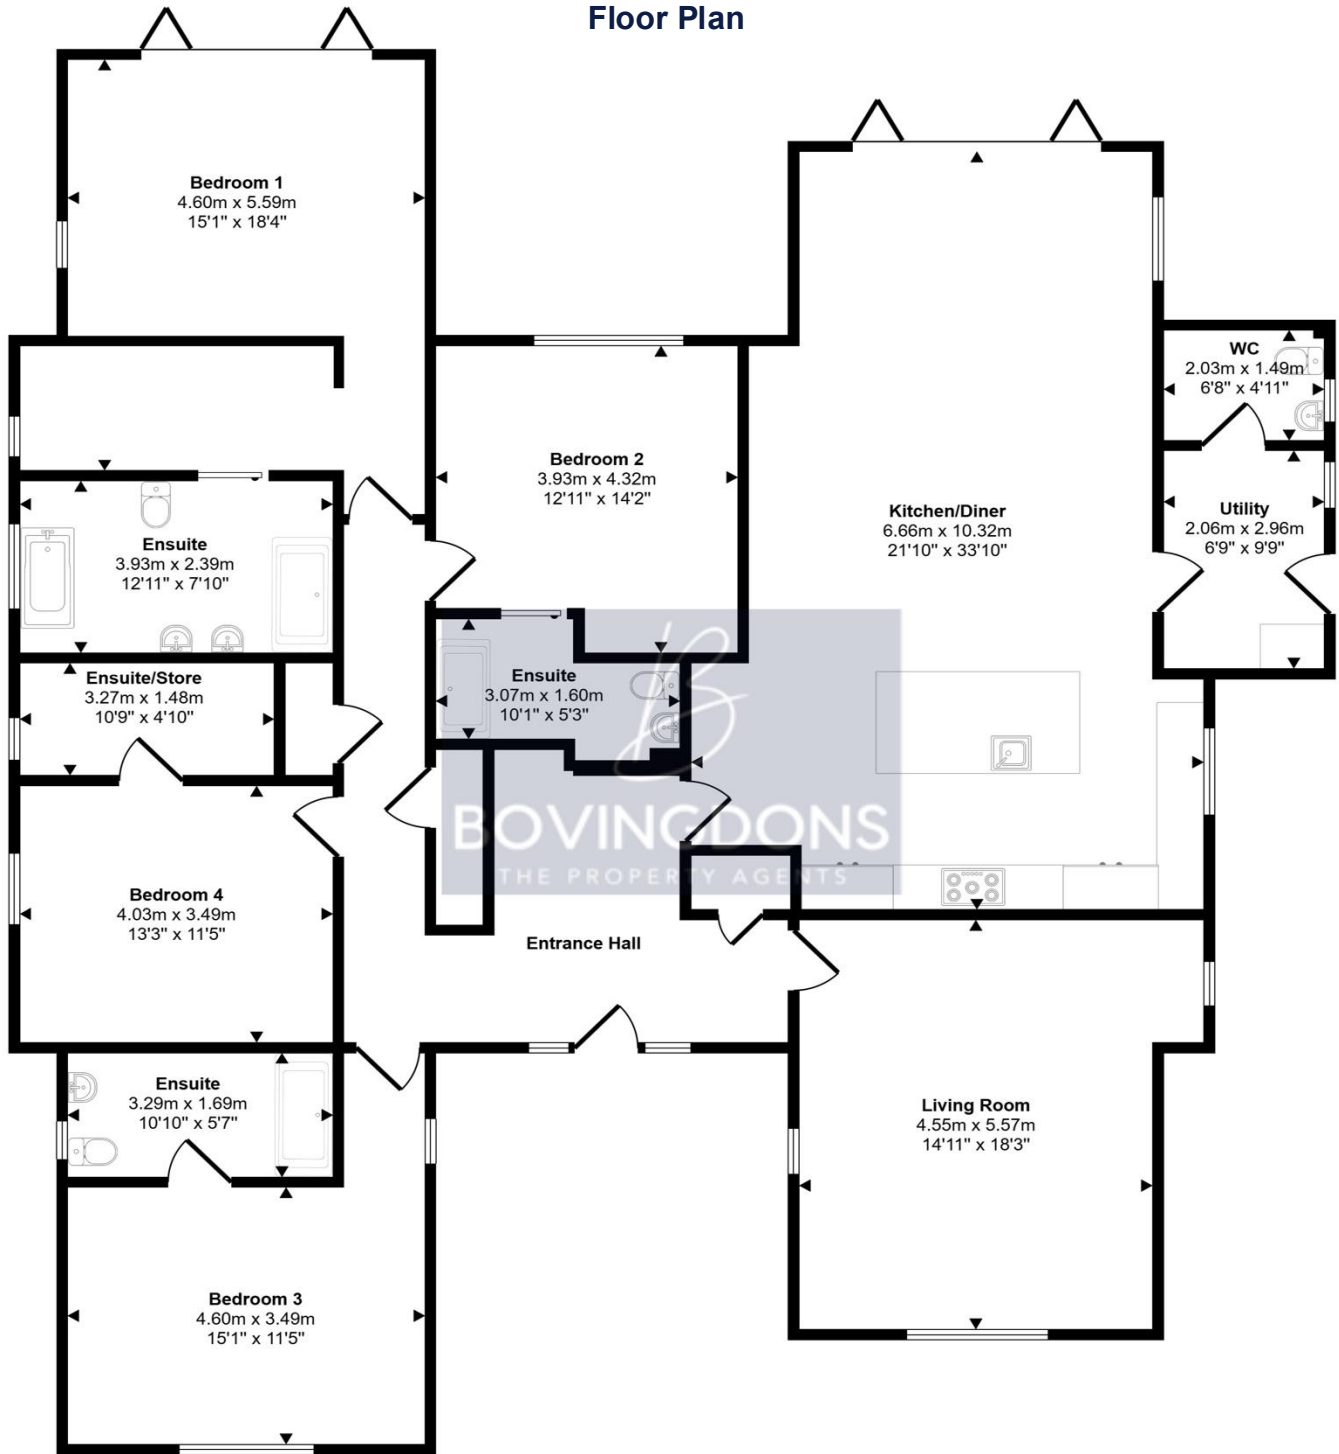 Floor Plan
Bedroom 1
4.60m x 5.59m
15'1" x 18'4"
WC
2.03m x 1.49m
6'8" x 4'11"
Bedroom 2
3.93m x 4.32m
12'11" x 14'2"
Kitchen/Diner
6.66m x 10.32m
21'10" x 33'10"
Utility
2.06m x 2.96m
6'9" x 9'9"
Ensuite
3.93m x 2.39m
12'11" x 7'10"
Ensuite/Store
3.27m x 1.48m
10'9" x 4'10"
Ensuite
3.07m x 1.60m
10'1" x 5'3"
B
BOVINGDONS
THE PROPERTY AGENTS
Bedroom 4
4.03m x 3.49m
13'3" x 11'5"
Entrance Hall
Ensuite
3.29m x 1.69m
10'10" x 5'7"
Living Room
4.55m x 5.57m
14'11" x 18'3"
Bedroom 3
4.60m x 3.49m
15'1" x 11'5"